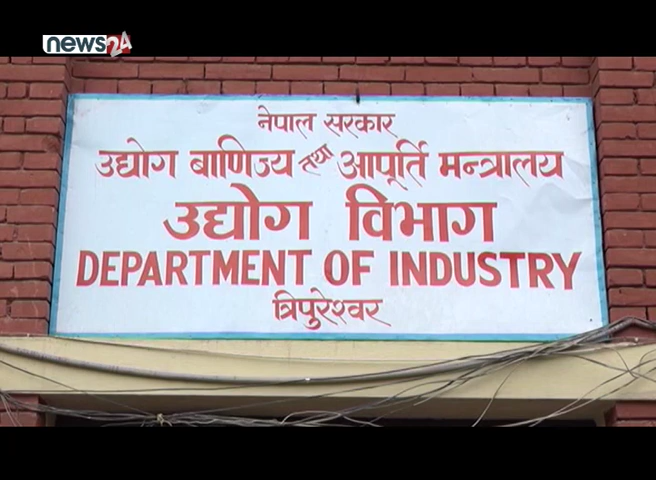 news24
नेपाल सरकार
उद्योग बाणिज्य तथा आपूर्ति मन्त्रालय
उद्योग विभाग
DEPARTMENT OF INDUSTRY
त्रिपुरेश्वर